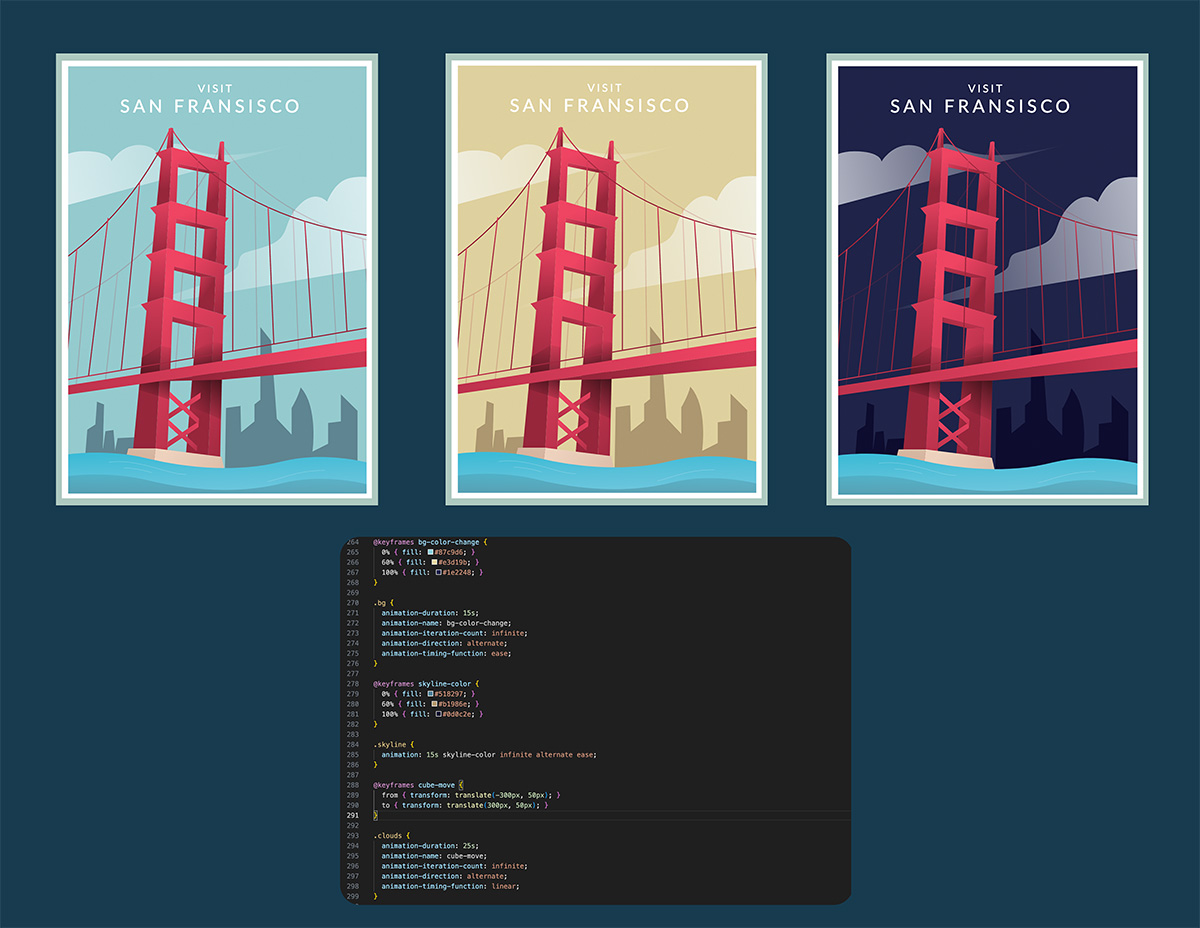 VISIT
SAN FRANSISCO
VISIT
SAN FRANSISCO
VISIT
SAN FRANSISCO
264 @keyframes bg-color-change {
265 0% { fill: #87c9d6; }
266 60% { fill: #e3d19b; }
267 100% { fill: #1e2248; }
268 }
269
270 .bg {
271 animation-duration: 15s;
272 animation-name: bg-color-change;
273 animation-iteration-count: infinite;
274 animation-direction: alternate;
275 animation-timing-function: ease;
276 }
277
278 @keyframes skyline-color {
279 0% { fill: #518297; }
280 60% { fill: #b1986e; }
281 100% { fill: #0d0c2e; }
282 }
283
284 .skyline {
285 animation: 15s skyline-color infinite alternate ease;
286 }
287
288 @keyframes cube-move {
289 from { transform: translate(-300px, 50px); }
290 to { transform: translate(300px, 50px); }
291 }
292
293 .clouds {
294 animation-duration: 25s;
295 animation-name: cube-move;
296 animation-iteration-count: infinite;
297 animation-direction: alternate;
298 animation-timing-function: linear;
299 }